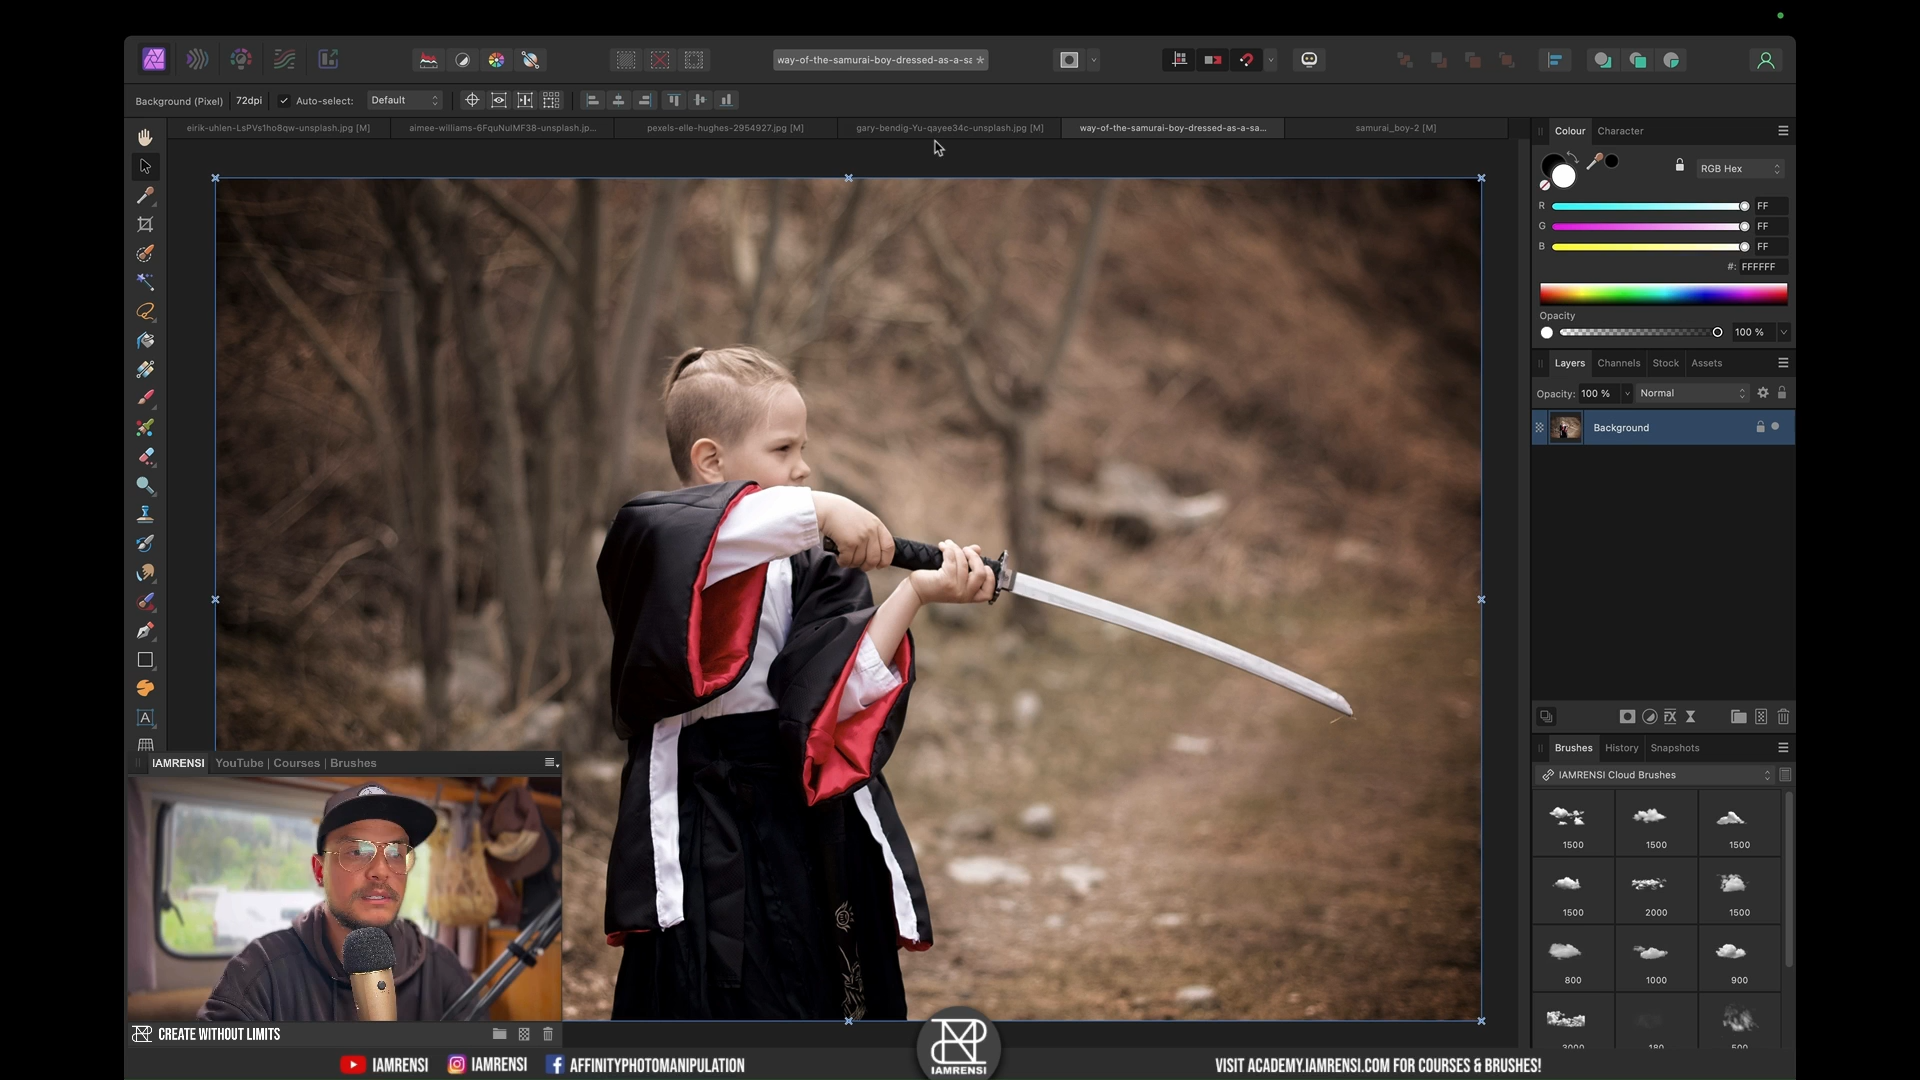 way-of-the-samurai-boy-dressed-as-a-sa *
Background (Pixel) 72dpi Auto-select: Default
eirik-uhlen-LsPVs1ho8qw-unsplash.jpg [M] aimee-williams-6FquNuIMF38-unsplash.jp... pexels-elle-hughes-2954927.jpg [M] gary-bendig-Yu-qayee34c-unsplash.jpg [M] way-of-the-samurai-boy-dressed-as-a-sa... samurai_boy-2 [M]
Colour Character
RGB Hex
R FF
G FF
B FF
#: FFFFFF
Opacity
100 %
Layers Channels Stock Assets
Opacity: 100 % Normal
Background
Brushes History Snapshots
IAMRENSI Cloud Brushes
1500 1500 1500
1500 2000 1500
800 1000 900
3000 180 500
A
IAMRENSI YouTube | Courses | Brushes
CREATE WITHOUT LIMITS
IAMRENSI IAMRENSI AFFINITYPHOTOMANIPULATION
IAMRENSI
VISIT ACADEMY.IAMRENSI.COM FOR COURSES & BRUSHES!